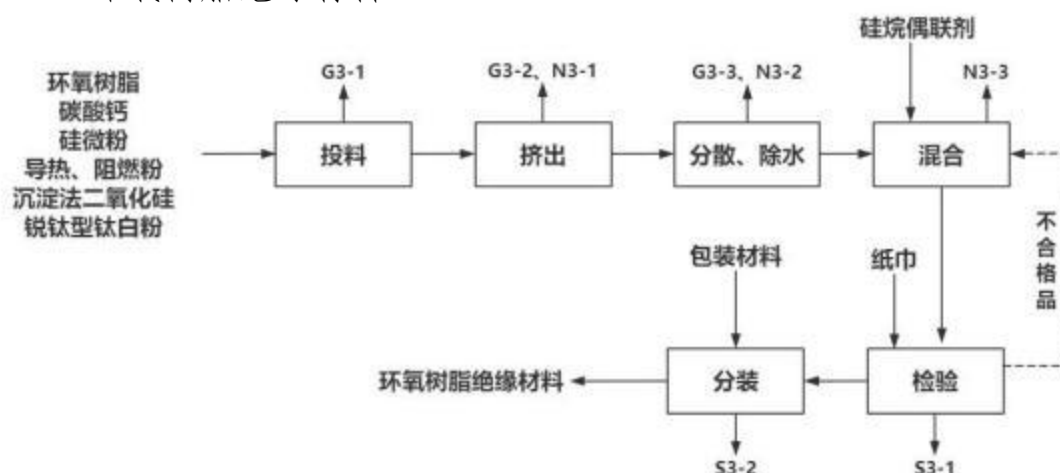 硅烷偶联剂
环氧树脂
碳酸钙
硅微粉
导热、阻燃粉
沉淀法二氧化硅
锐钛型钛白粉
G3-1
G3-2、N3-1
G3-3、N3-2
N3-3
投料
挤出
分散、除水
混合
不合格品
包装材料
纸巾
环氧树脂绝缘材料
分装
检验
S3-2
S3-1